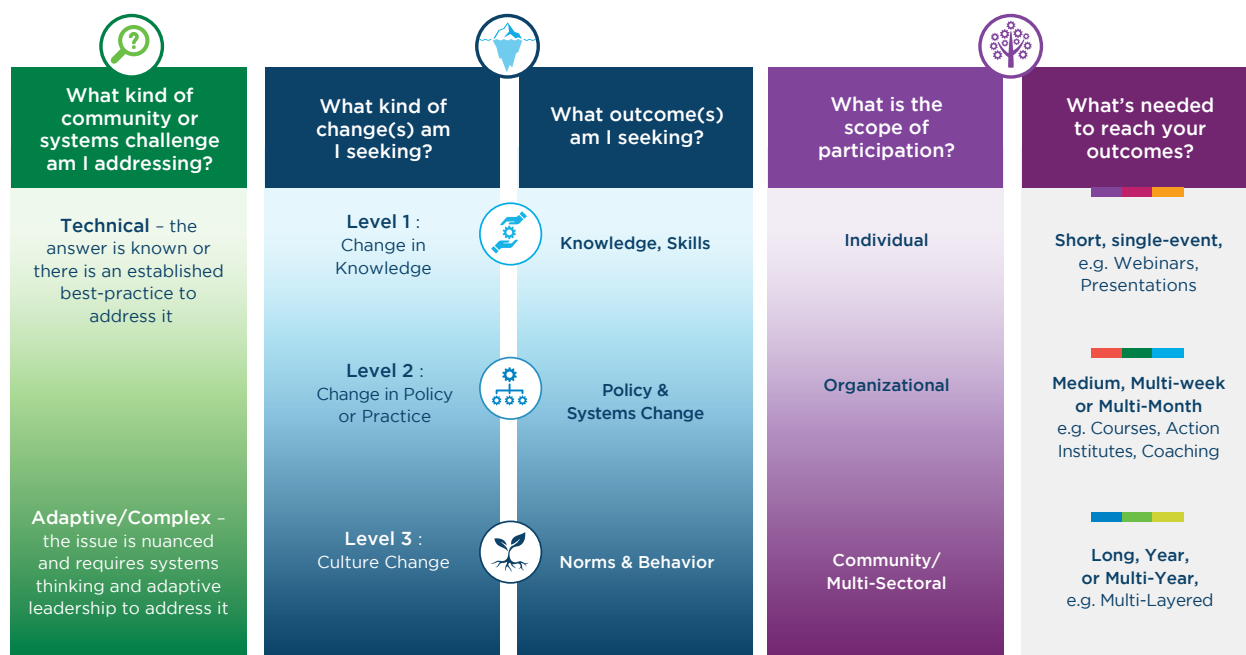 What kind of
community or
systems challenge
am I addressing?
Technical – the
answer is known or
there is an established
best-practice to
address it
Adaptive/Complex –
the issue is nuanced
and requires systems
thinking and adaptive
leadership to address it
What kind of
change(s) am
I seeking?
Level 1 :
Change in
Knowledge
Level 2 :
Change in Policy
or Practice
Level 3 :
Culture Change
What outcome(s)
am I seeking?
Knowledge, Skills
Policy &
Systems Change
Norms & Behavior
What is the
scope of
participation?
Individual
Organizational
Community/
Multi-Sectoral
What's needed
to reach your
outcomes?
Short, single-event,
e.g. Webinars,
Presentations
Medium, Multi-week
or Multi-Month
e.g. Courses, Action
Institutes, Coaching
Long, Year,
or Multi-Year,
e.g. Multi-Layered